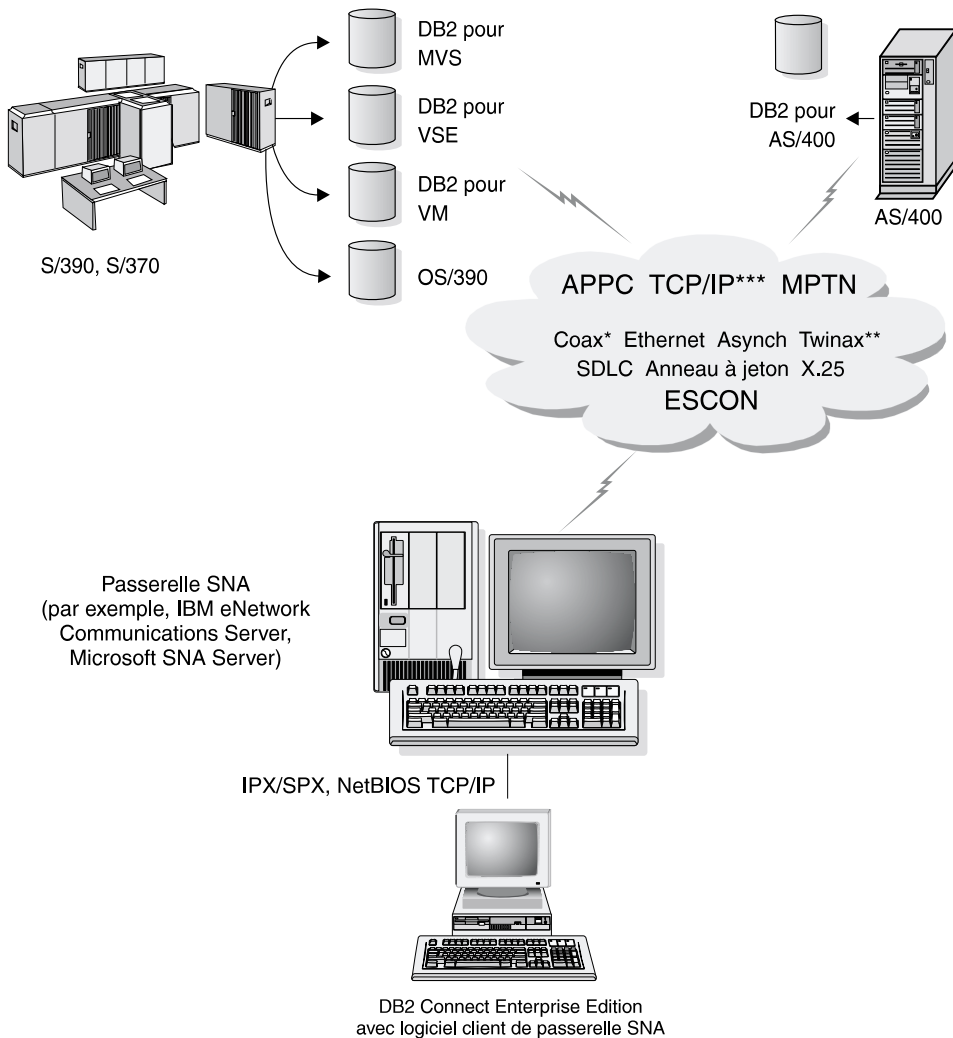 DB2 pour
MVS
DB2 pour
VSE
DB2 pour
VM
OS/390
S/390, S/370
DB2 pour
AS/400
AS/400
APPC TCP/IP*** MPTN
Coax* Ethernet Asynch Twinax**
SDLC Anneau à jeton X.25
ESCON
Passerelle SNA
(par exemple, IBM eNetwork
Communications Server,
Microsoft SNA Server)
IPX/SPX, NetBIOS TCP/IP
DB2 Connect Enterprise Edition
avec logiciel client de passerelle SNA